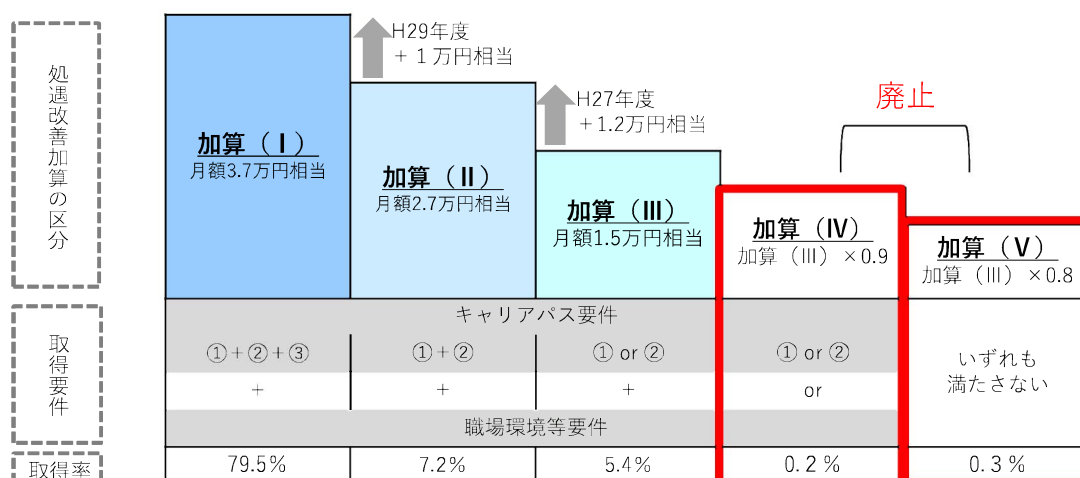 処遇改善加算の区分
H29年度
+1万円相当
H27年度
+1.2万円相当
廃止
加算(Ⅰ)
月額3.7万円相当
加算(Ⅱ)
月額2.7万円相当
加算(Ⅲ)
月額1.5万円相当
加算(Ⅳ)
加算(Ⅲ)×0.9
加算(Ⅴ)
加算(Ⅲ)×0.8
取得要件
キャリアパス要件
①+②+③
①+②
① or ②
① or ②
いずれも
満たさない
+
+
+
or
職場環境等要件
取得率
79.5%
7.2%
5.4%
0.2%
0.3%